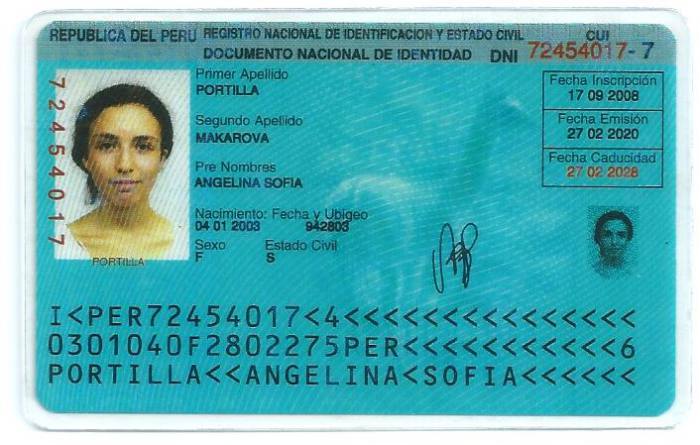 REPUBLICA DEL PERU REGISTRO NACIONAL DE IDENTIFICACION Y ESTADO CIVIL CUI
DOCUMENTO NACIONAL DE IDENTIDAD DNI 72454017-7
72454017
Primer Apellido
PORTILLA
Segundo Apellido
MAKAROVA
Pre Nombres
ANGELINA SOFIA
Nacimiento: Fecha y Ubigeo
04 01 2003 942803
Sexo Estado Civil
F S
Fecha Inscripción
17 09 2008
Fecha Emisión
27 02 2020
Fecha Caducidad
27 02 2028
PORTILLA
I<PER72454017<4<<<<<<<<<<<<<<<
0301040F2802275PER<<<<<<<<<<<6
PORTILLA<<ANGELINA<SOFIA<<<<<<